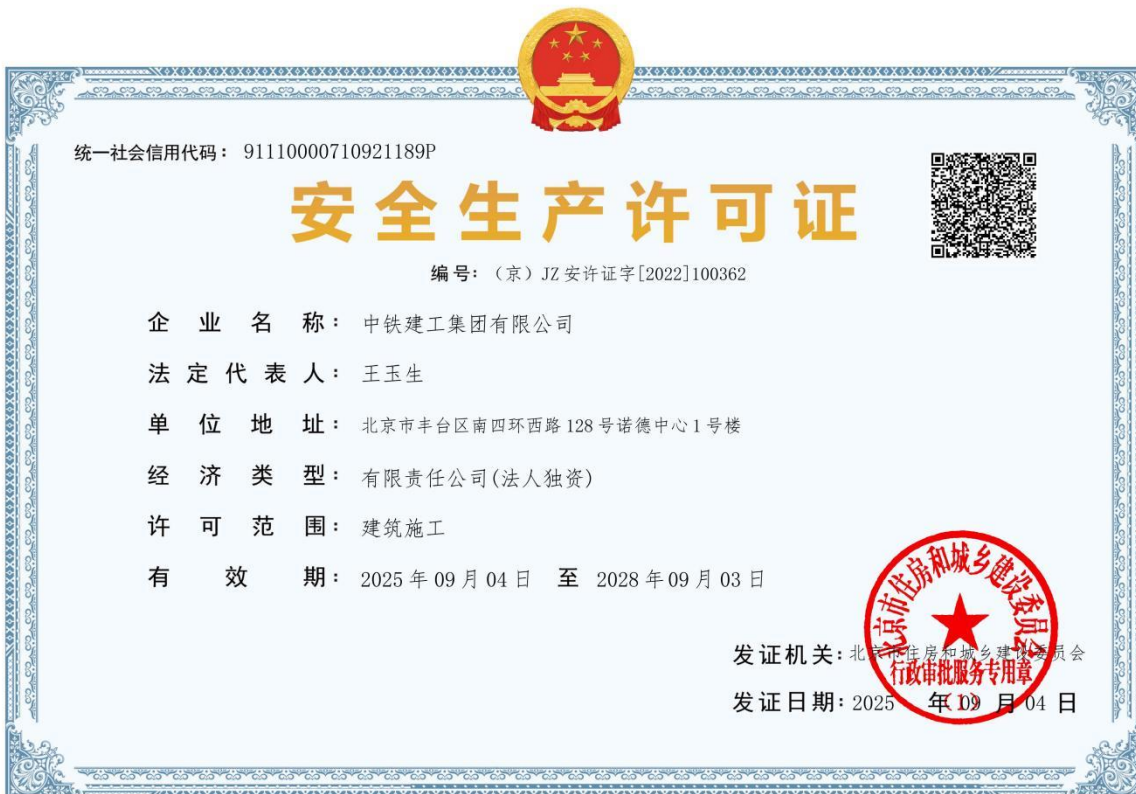 统一社会信用代码： 91110000710921189P
安全生产许可证
编号：（京）JZ安许证字[2022]100362
企业名称： 中铁建工集团有限公司
法定代表人： 王玉生
单位地址： 北京市丰台区南四环西路128号诺德中心1号楼
经济类型： 有限责任公司(法人独资)
许可范围： 建筑施工
有效期： 2025年09月04日 至 2028年09月03日
发证机关：北京市住房和城乡建设委员会
发证日期：2025 年 09 月 04 日
北京市住房和城乡建设委员会
行政审批服务专用章
（1）